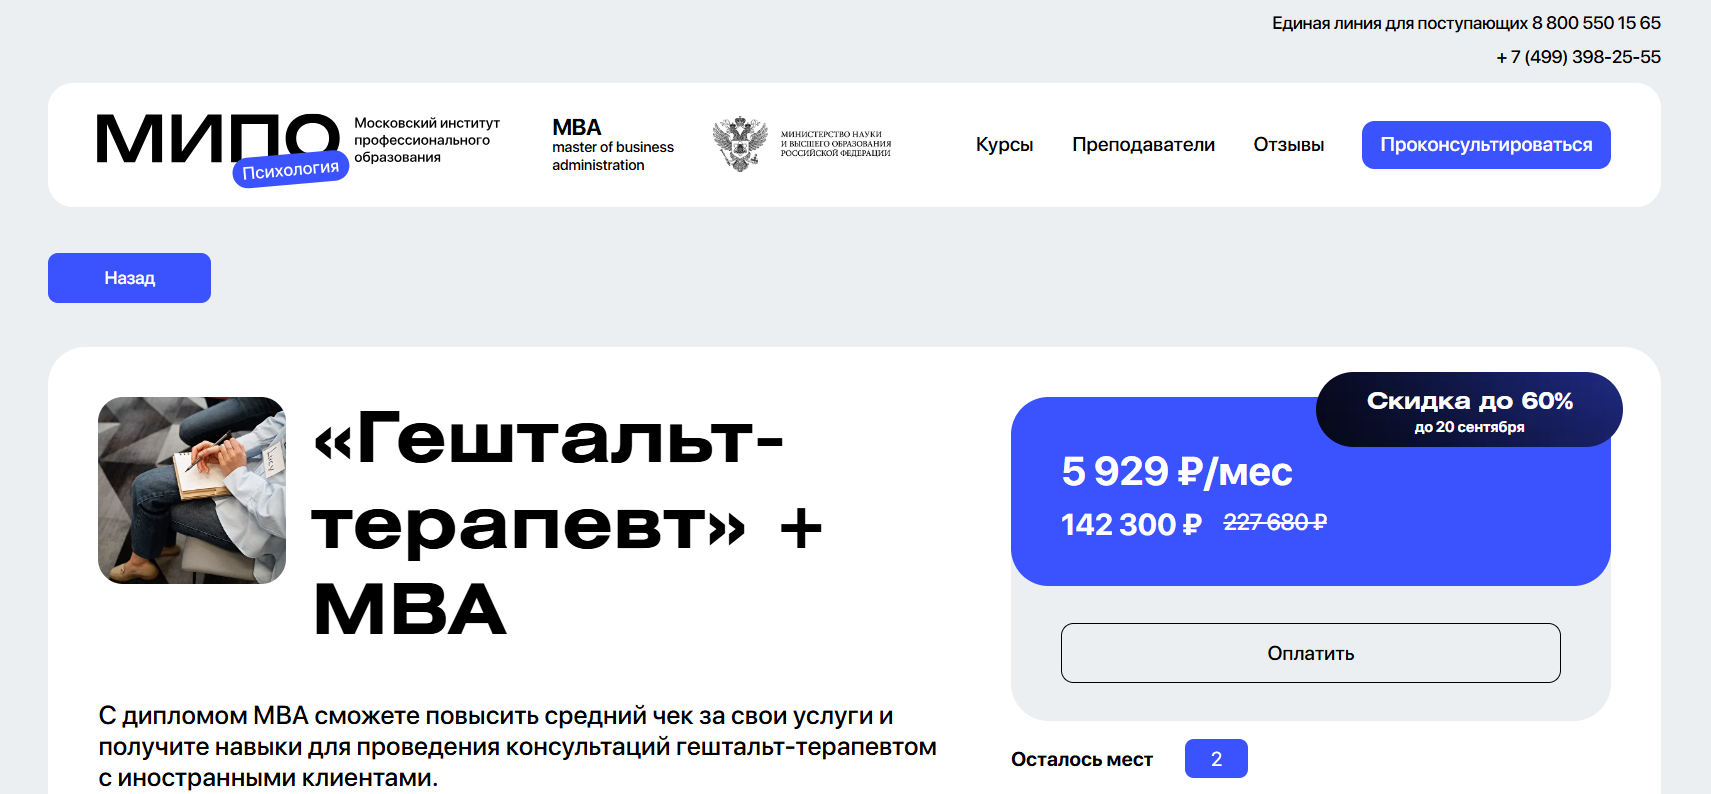 Единая линия для поступающих 8 800 550 15 65
+ 7 (499) 398-25-55
МИПО
Психология
Московский институт
профессионального
образования
MBA
master of business
administration
МИНИСТЕРСТВО НАУКИ
И ВЫСШЕГО ОБРАЗОВАНИЯ
РОССИЙСКОЙ ФЕДЕРАЦИИ
Курсы
Преподаватели
Отзывы
Проконсультироваться
Назад
«Гештальт-
терапевт» +
MBA
С дипломом MBA сможете повысить средний чек за свои услуги и
получите навыки для проведения консультаций гештальт-терапевтом
с иностранными клиентами.
Скидка до 60%
до 20 сентября
5 929 ₽/мес
142 300 ₽ 227 680 ₽
Оплатить
Осталось мест 2